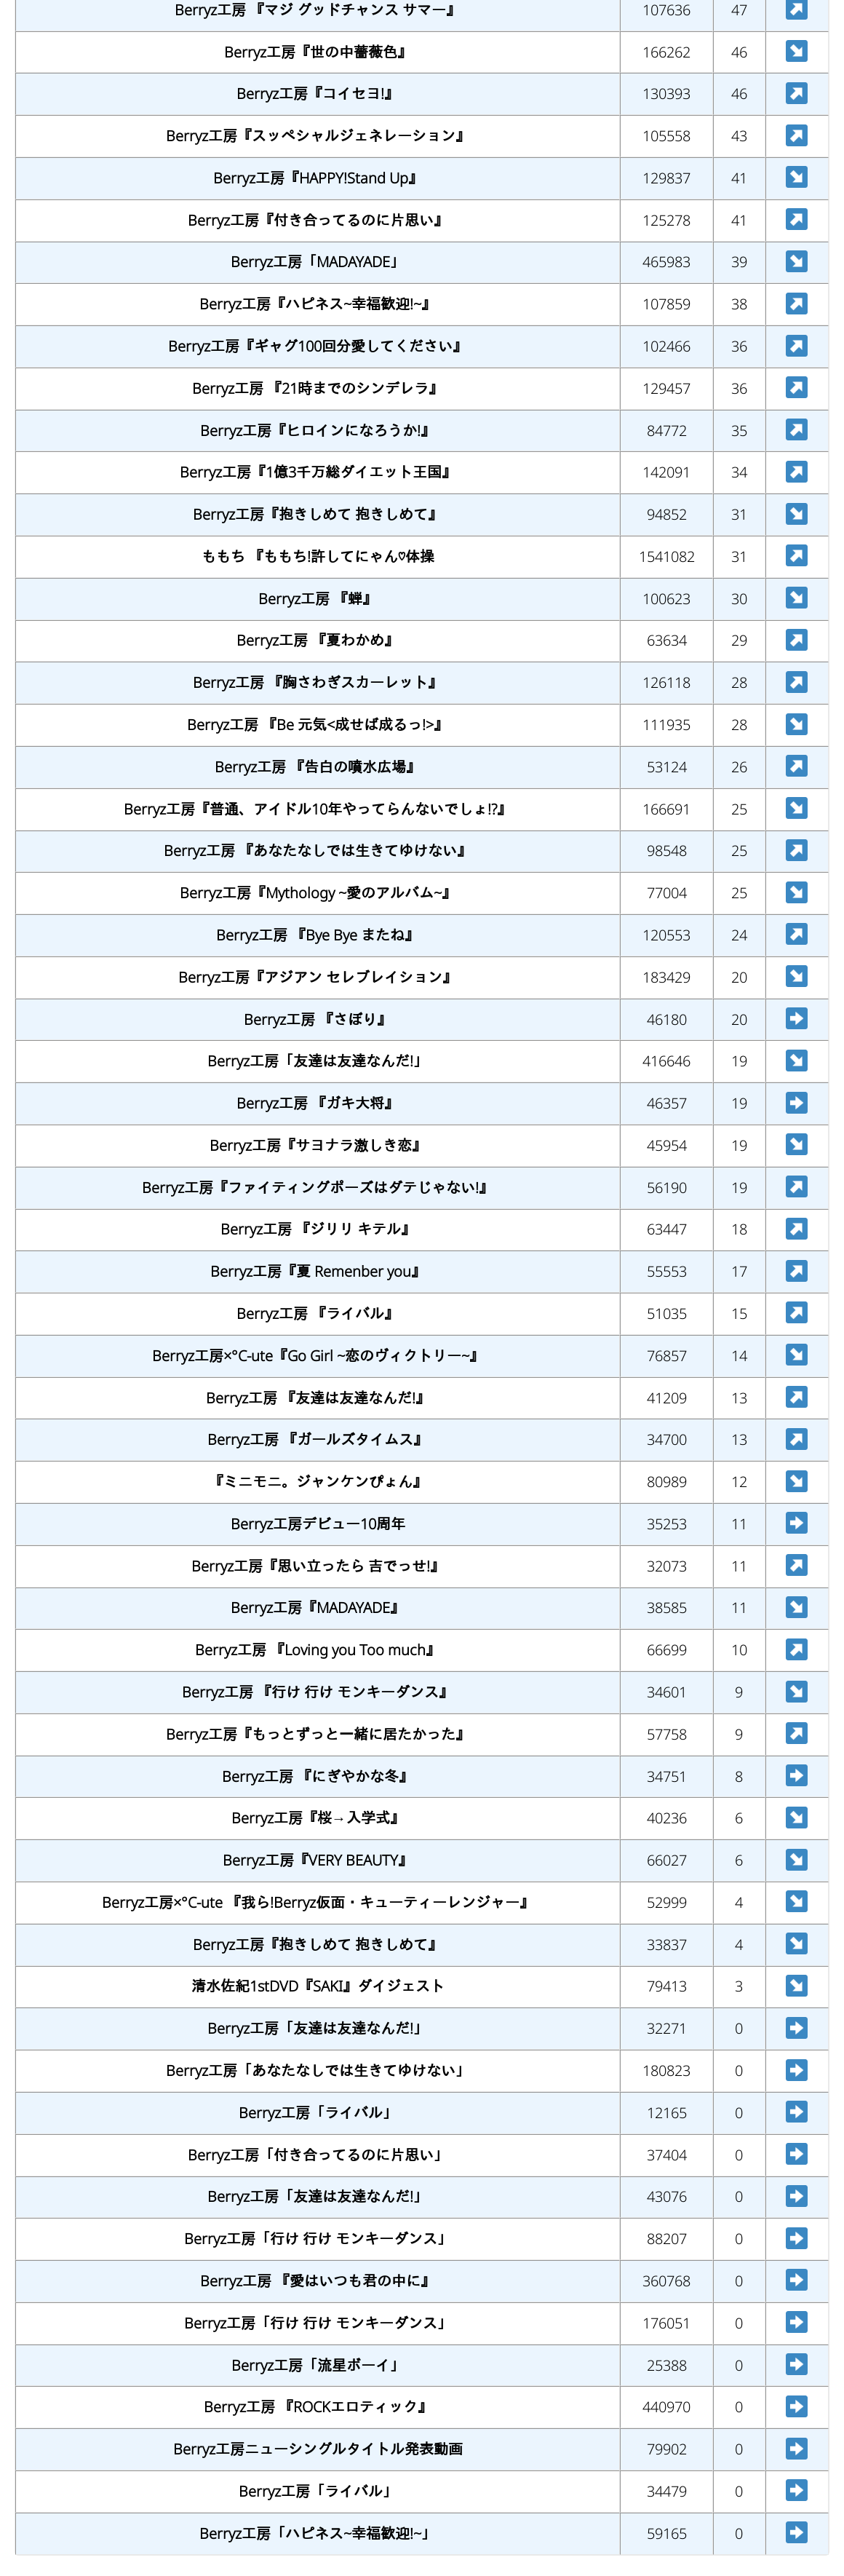 Berryz工房 『マジ グッドチャンス サマー』 107636 47 ↗
Berryz工房『世の中薔薇色』 166262 46 ↘
Berryz工房『コイセヨ!』 130393 46 ↗
Berryz工房『スッペシャルジェネレ〜ション』 105558 43 ↗
Berryz工房『HAPPY!Stand Up』 129837 41 ↘
Berryz工房『付き合ってるのに片思い』 125278 41 ↗
Berryz工房「MADAYADE」 465983 39 ↘
Berryz工房『ハピネス~幸福歓迎!~』 107859 38 ↗
Berryz工房『ギャグ100回分愛してください』 102466 36 ↗
Berryz工房 『21時までのシンデレラ』 129457 36 ↗
Berryz工房『ヒロインになろうか!』 84772 35 ↗
Berryz工房『1億3千万総ダイエット王国』 142091 34 ↗
Berryz工房『抱きしめて 抱きしめて』 94852 31 ↘
ももち 『ももち!許してにゃん♡体操 1541082 31 ↗
Berryz工房 『蝉』 100623 30 ↘
Berryz工房 『夏わかめ』 63634 29 ↗
Berryz工房 『胸さわぎスカーレット』 126118 28 ↗
Berryz工房 『Be 元気<成せば成るっ!>』 111935 28 ↘
Berryz工房 『告白の噴水広場』 53124 26 ↗
Berryz工房『普通、アイドル10年やってらんないでしょ!?』 166691 25 ↘
Berryz工房 『あなたなしでは生きてゆけない』 98548 25 ↗
Berryz工房『Mythology ~愛のアルバム~』 77004 25 ↘
Berryz工房 『Bye Bye またね』 120553 24 ↗
Berryz工房『アジアン セレブレイション』 183429 20 ↘
Berryz工房 『さぼり』 46180 20 →
Berryz工房「友達は友達なんだ!」 416646 19 ↘
Berryz工房 『ガキ大将』 46357 19 →
Berryz工房『サヨナラ激しき恋』 45954 19 ↘
Berryz工房『ファイティングポーズはダテじゃない!』 56190 19 ↗
Berryz工房 『ジリリ キテル』 63447 18 ↗
Berryz工房『夏 Remenber you』 55553 17 ↗
Berryz工房 『ライバル』 51035 15 ↗
Berryz工房×°C-ute『Go Girl ~恋のヴィクトリー~』 76857 14 ↘
Berryz工房 『友達は友達なんだ!』 41209 13 ↗
Berryz工房 『ガールズタイムス』 34700 13 ↗
『ミニモニ。ジャンケンぴょん』 80989 12 ↘
Berryz工房デビュー10周年 35253 11 →
Berryz工房『思い立ったら 吉でっせ!』 32073 11 ↗
Berryz工房『MADAYADE』 38585 11 ↘
Berryz工房 『Loving you Too much』 66699 10 ↗
Berryz工房 『行け 行け モンキーダンス』 34601 9 ↘
Berryz工房『もっとずっと一緒に居たかった』 57758 9 ↗
Berryz工房 『にぎやかな冬』 34751 8 →
Berryz工房『桜→入学式』 40236 6 ↘
Berryz工房『VERY BEAUTY』 66027 6 ↘
Berryz工房×°C-ute 『我ら!Berryz仮面・キューティーレンジャー』 52999 4 ↘
Berryz工房『抱きしめて 抱きしめて』 33837 4 ↘
清水佐紀1stDVD『SAKI』ダイジェスト 79413 3 ↘
Berryz工房「友達は友達なんだ!」 32271 0 →
Berryz工房「あなたなしでは生きてゆけない」 180823 0 →
Berryz工房「ライバル」 12165 0 →
Berryz工房「付き合ってるのに片思い」 37404 0 →
Berryz工房「友達は友達なんだ!」 43076 0 →
Berryz工房「行け 行け モンキーダンス」 88207 0 →
Berryz工房 『愛はいつも君の中に』 360768 0 →
Berryz工房「行け 行け モンキーダンス」 176051 0 →
Berryz工房「流星ボーイ」 25388 0 →
Berryz工房 『ROCKエロティック』 440970 0 →
Berryz工房ニューシングルタイトル発表動画 79902 0 →
Berryz工房「ライバル」 34479 0 →
Berryz工房「ハピネス~幸福歓迎!~」 59165 0 →